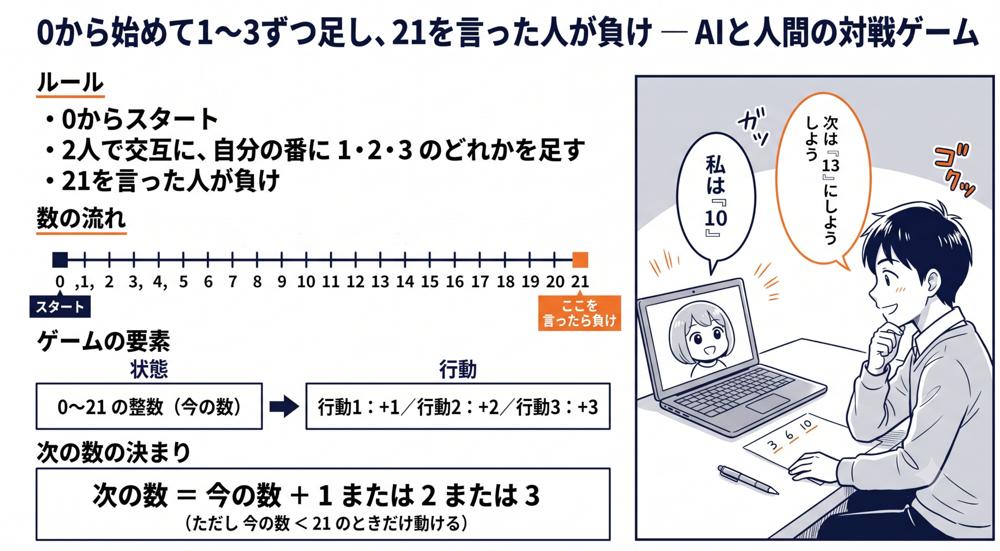 0から始めて1〜3ずつ足し、21を言った人が負け — AIと人間の対戦ゲーム
ルール
・0からスタート
・2人で交互に、自分の番に 1・2・3 のどれかを足す
・21を言った人が負け
数の流れ
0 ,1, 2 3, 4, 5 6 7 8 9 10 11 12 13 14 15 16 17 18 19 20 21
スタート
ここを
言ったら負け
ゲームの要素
状態
0〜21 の整数（今の数）
行動
行動1：+1／行動2：+2／行動3：+3
次の数の決まり
次の数 ＝ 今の数 ＋ 1 または 2 または 3
（ただし 今の数 < 21 のときだけ動ける）
ガッ
次は『13』にしよう
しよう
私は『10』
ゴクッ
3 6 10